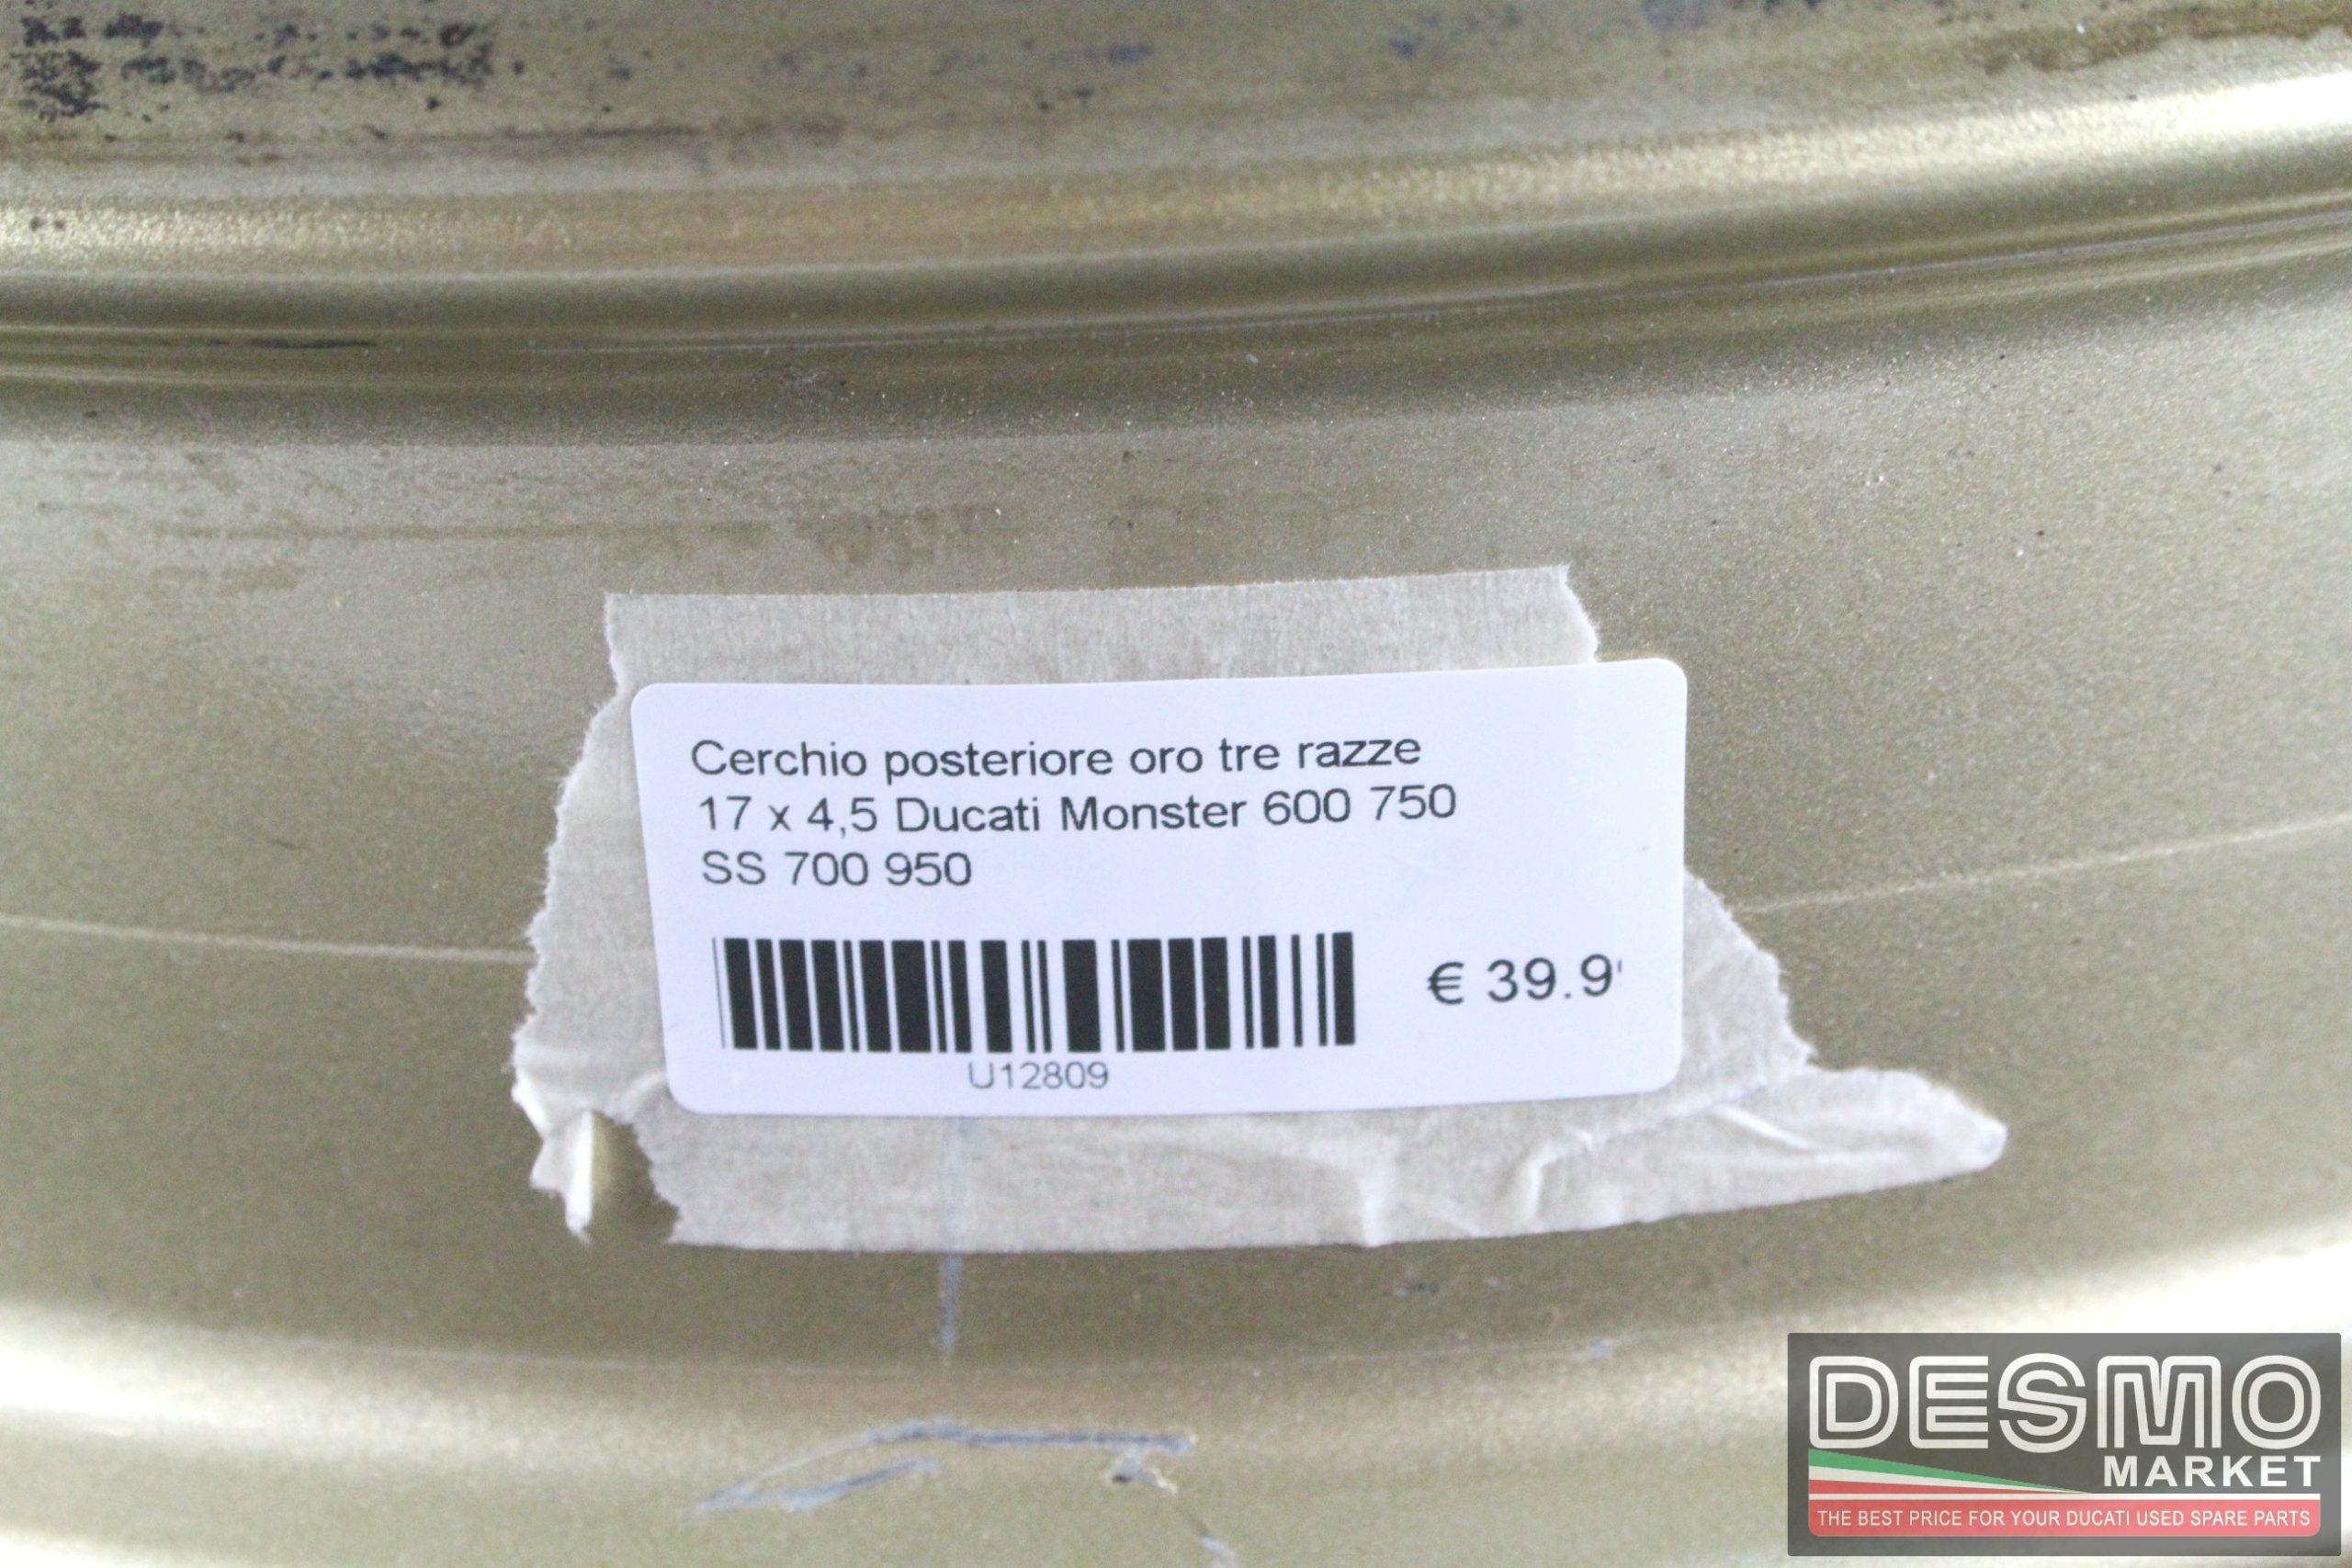 Cerchio posteriore oro tre razze
17 x 4,5 Ducati Monster 600 750
SS 700 950
€ 39.9
U12809
DESMO
MARKET
THE BEST PRICE FOR YOUR DUCATI USED SPARE PARTS